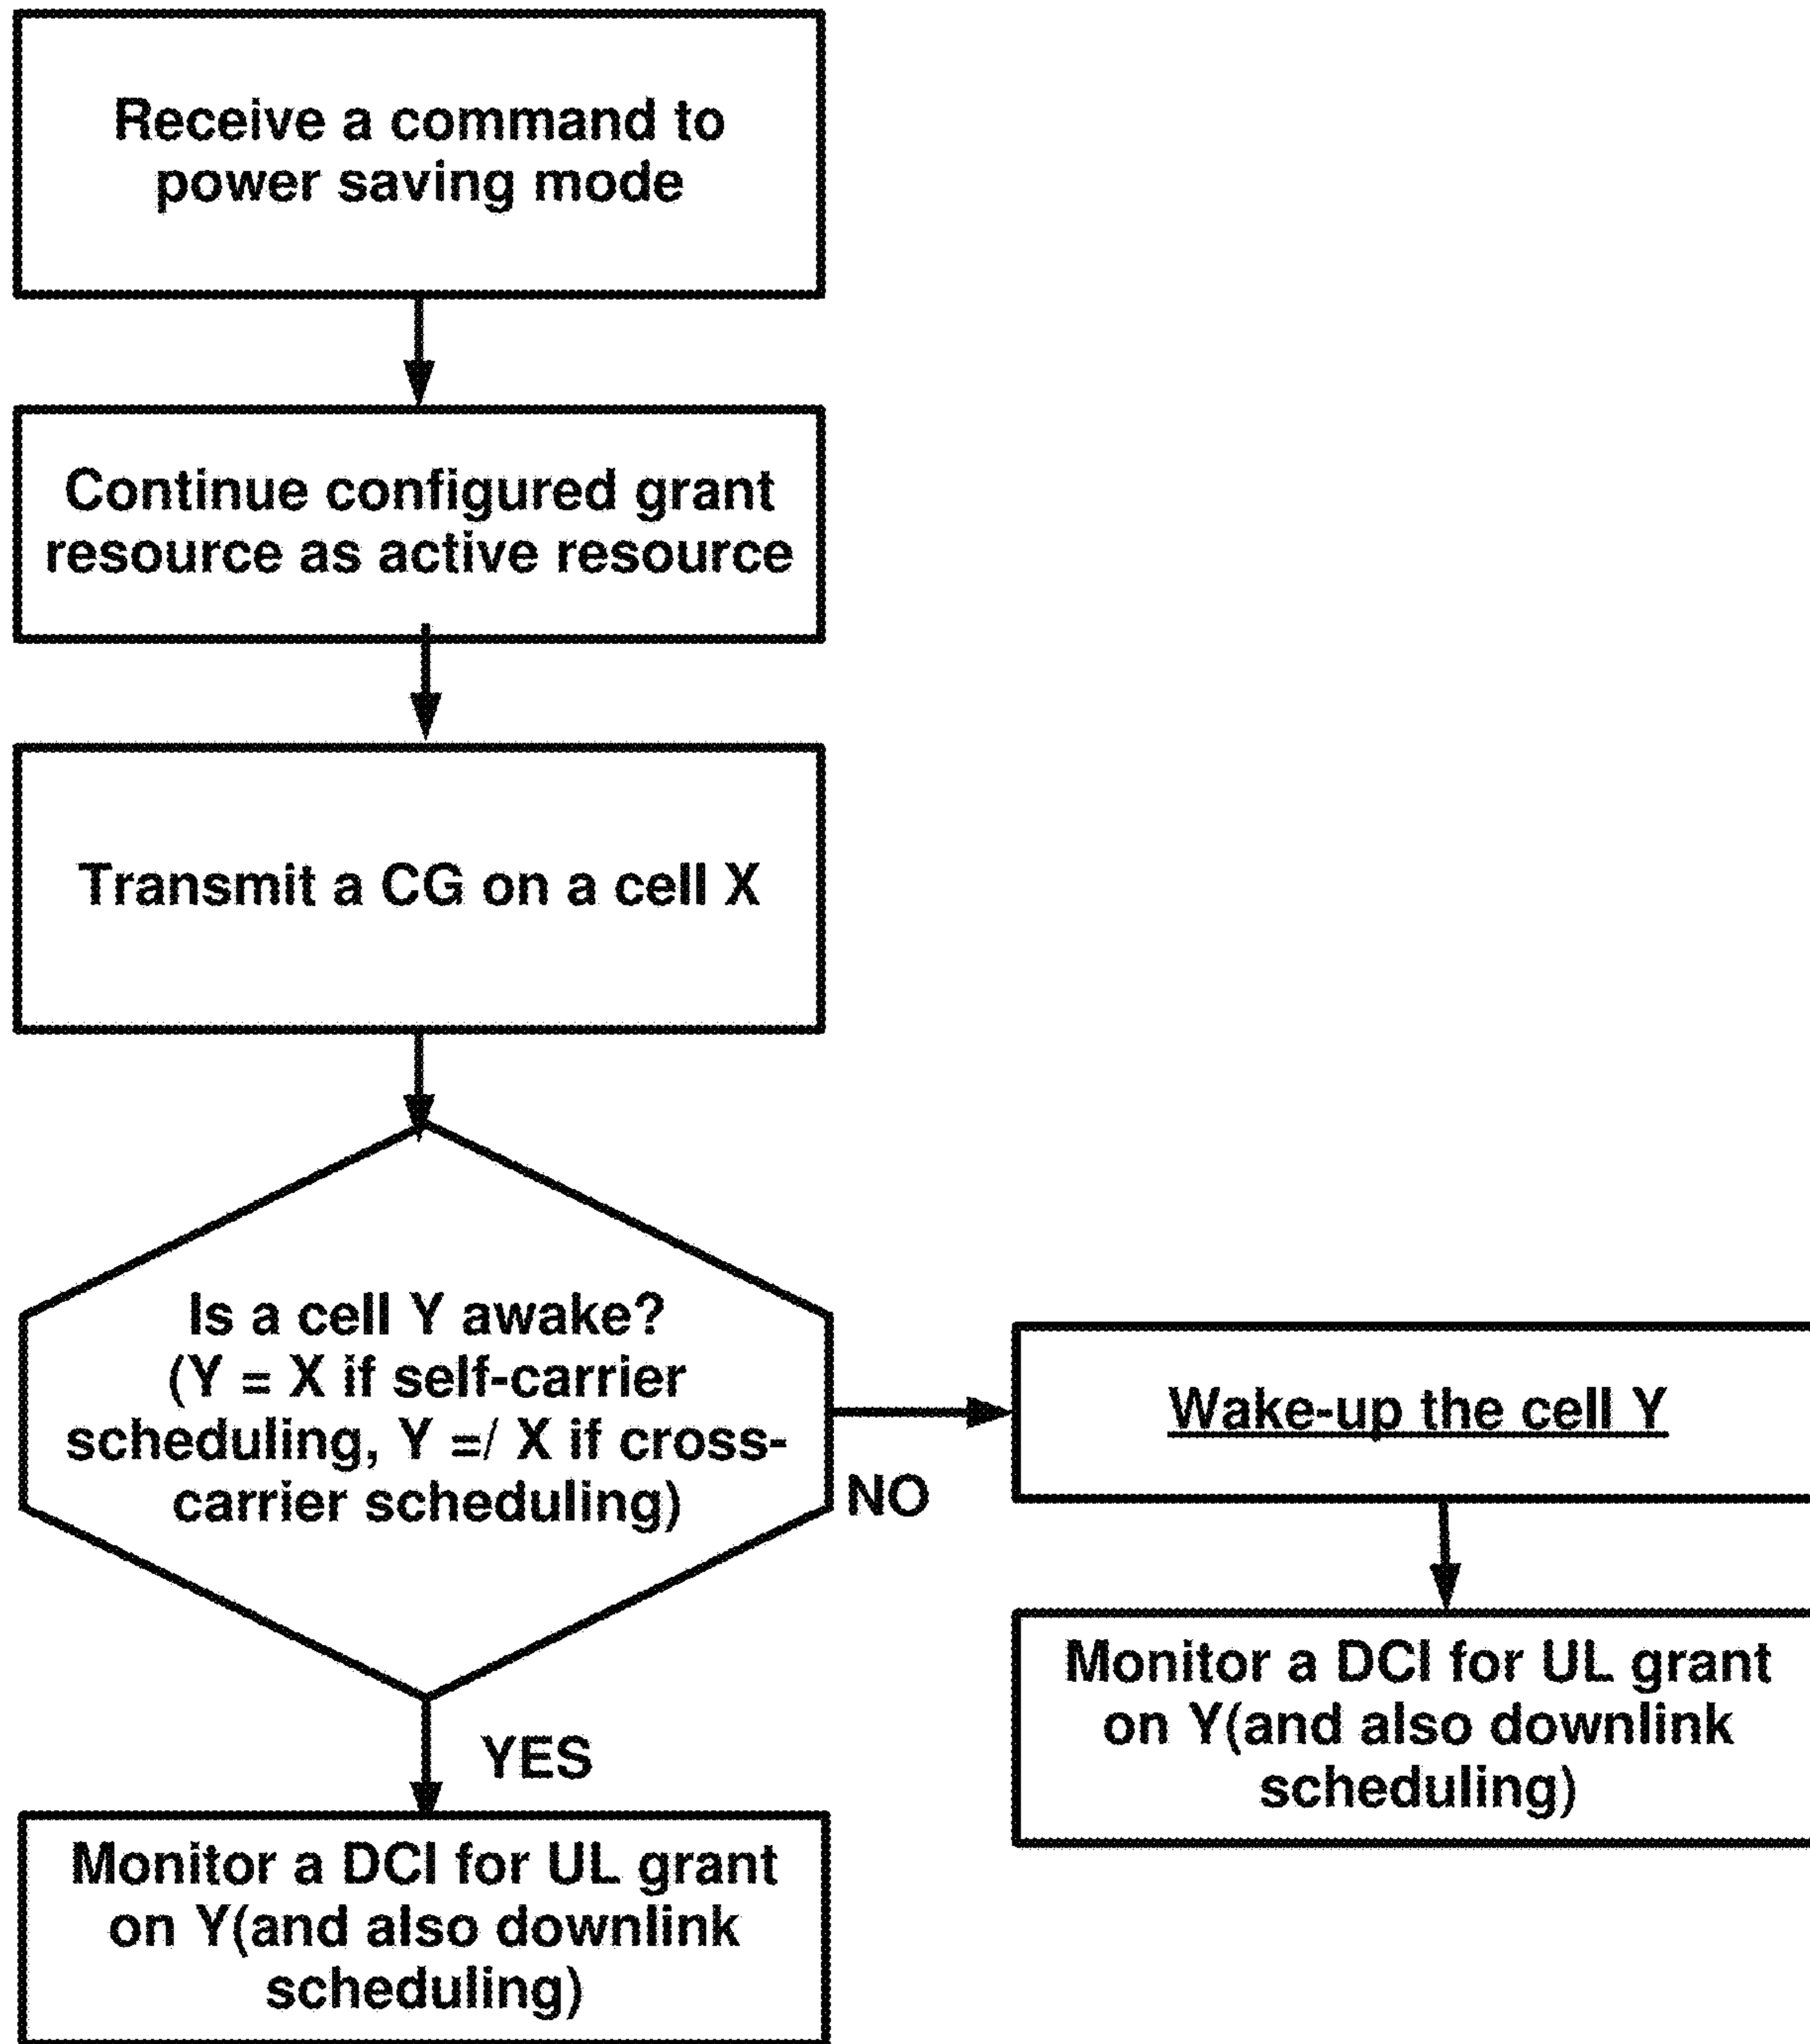 Receive a command to
power saving mode
Continue configured grant
resource as active resource
Transmit a CG on a cell X
Is a cell Y awake?
(Y = X if self-carrier
scheduling, Y =/ X if cross-
carrier scheduling)
NO
Wake-up the cell Y
Monitor a DCI for UL grant
on Y(and also downlink
scheduling)
YES
Monitor a DCI for UL grant
on Y(and also downlink
scheduling)